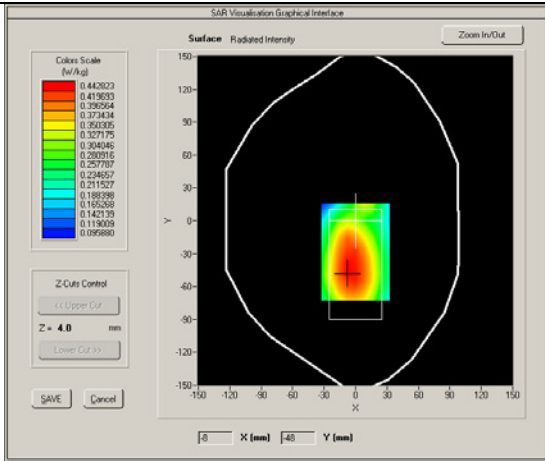 SAR Visualisation Graphical Interface
Surface Radiated Intensity
Zoom In/Out
Colors Scale
(W/kg)
0.442823
0.419693
0.396564
0.373434
0.350305
0.327175
0.304046
0.280916
0.257787
0.234657
0.211527
0.188398
0.165268
0.142139
0.119009
0.095880
Z-Cuts Control
<< Upper Cut
Z = 4.0 mm
Lower Cut >>
SAVE Cancel
150
120
90
60
30
0
-30
-60
-90
-120
-150
Y
-150 -120 -90 -60 -30 0 30 60 90 120 150
X
-8 X (mm) -48 Y (mm)